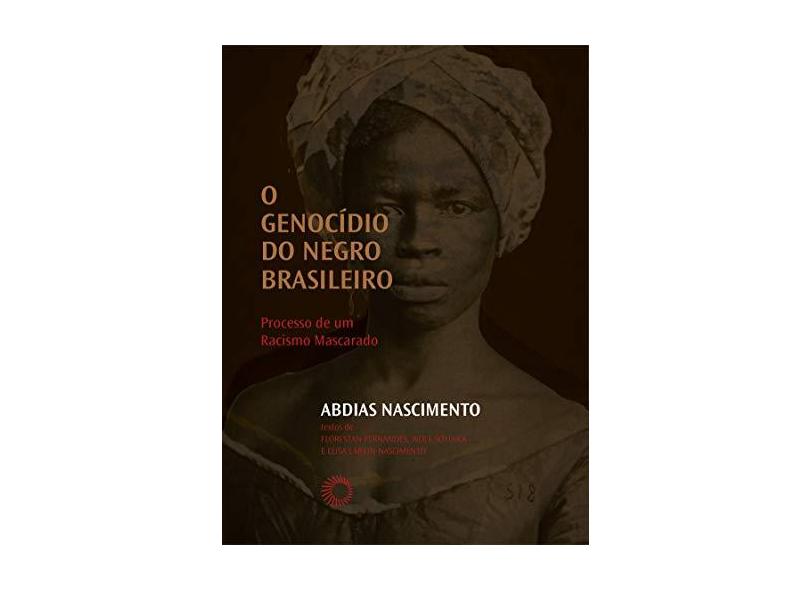 O
GENOCÍDIO
DO NEGRO
BRASILEIRO
Processo de um
Racismo Mascarado
ABDIAS NASCIMENTO
textos de
FLORESTAN FERNANDES, WOLE SOYINKA
E ELISA LARKIN NASCIMENTO
518